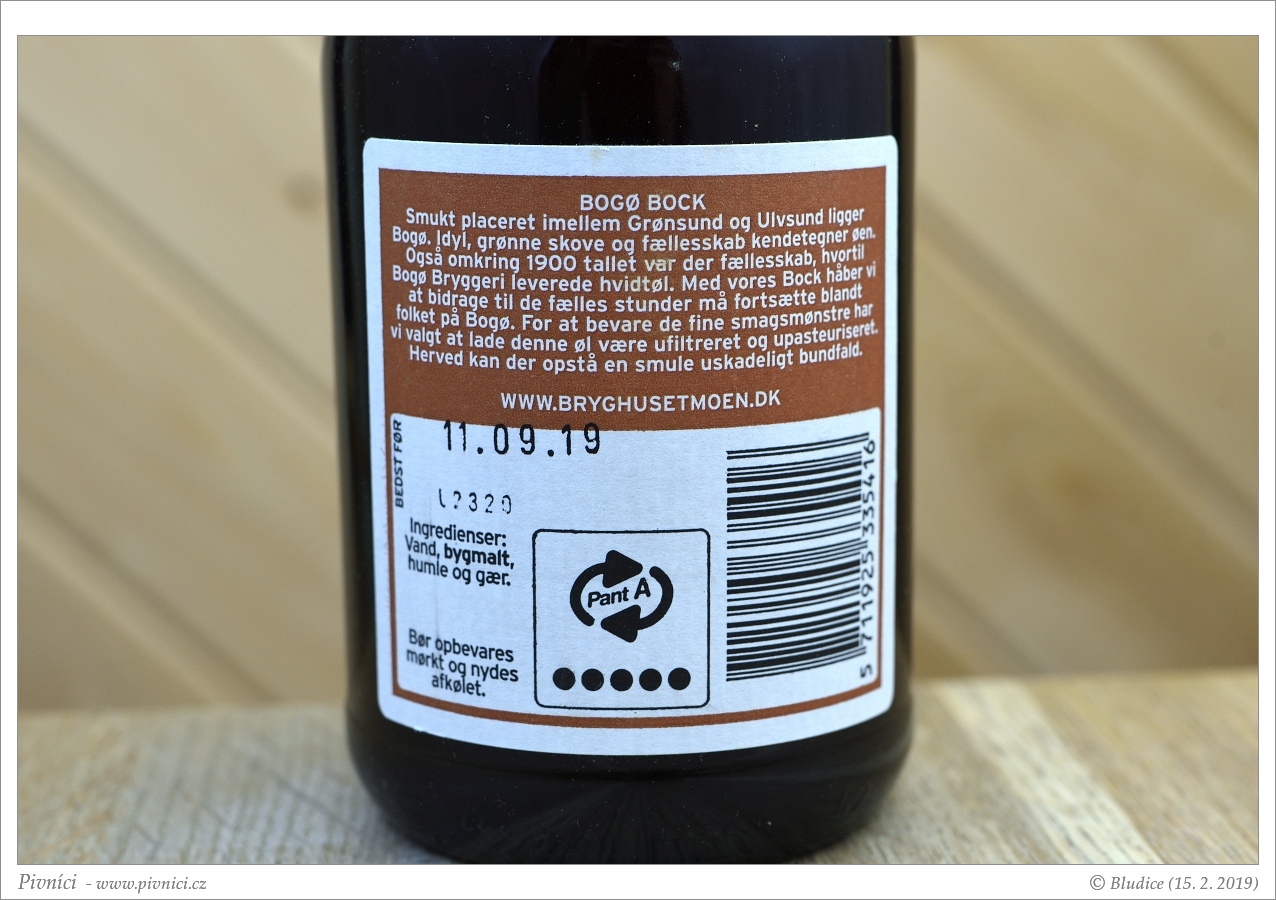 BOGØ BOCK
Smukt placeret imellem Grønsund og Ulvsund ligger
Bogø. Idyl, grønne skove og fællesskab kendetegner øen.
Også omkring 1900 tallet var der fællesskab, hvortil
Bogø Bryggeri leverede hvidtøl. Med vores Bock håber vi
at bidrage til de fælles stunder må fortsætte blandt
folket på Bogø. For at bevare de fine smagsmønstre har
vi valgt at lade denne øl være ufiltreret og upasteuriseret.
Herved kan der opstå en smule uskadeligt bundfald.
WWW.BRYGHUSETMOEN.DK
BEDST FØR
11.09.19
Ingredienser:
Vand, bygmalt,
humle og gær.
Bør opbevares
mørkt og nydes
afkølet.
Pant A
5 711925 335416
Pivníci - www.pivnici.cz
© Bludice (15. 2. 2019)